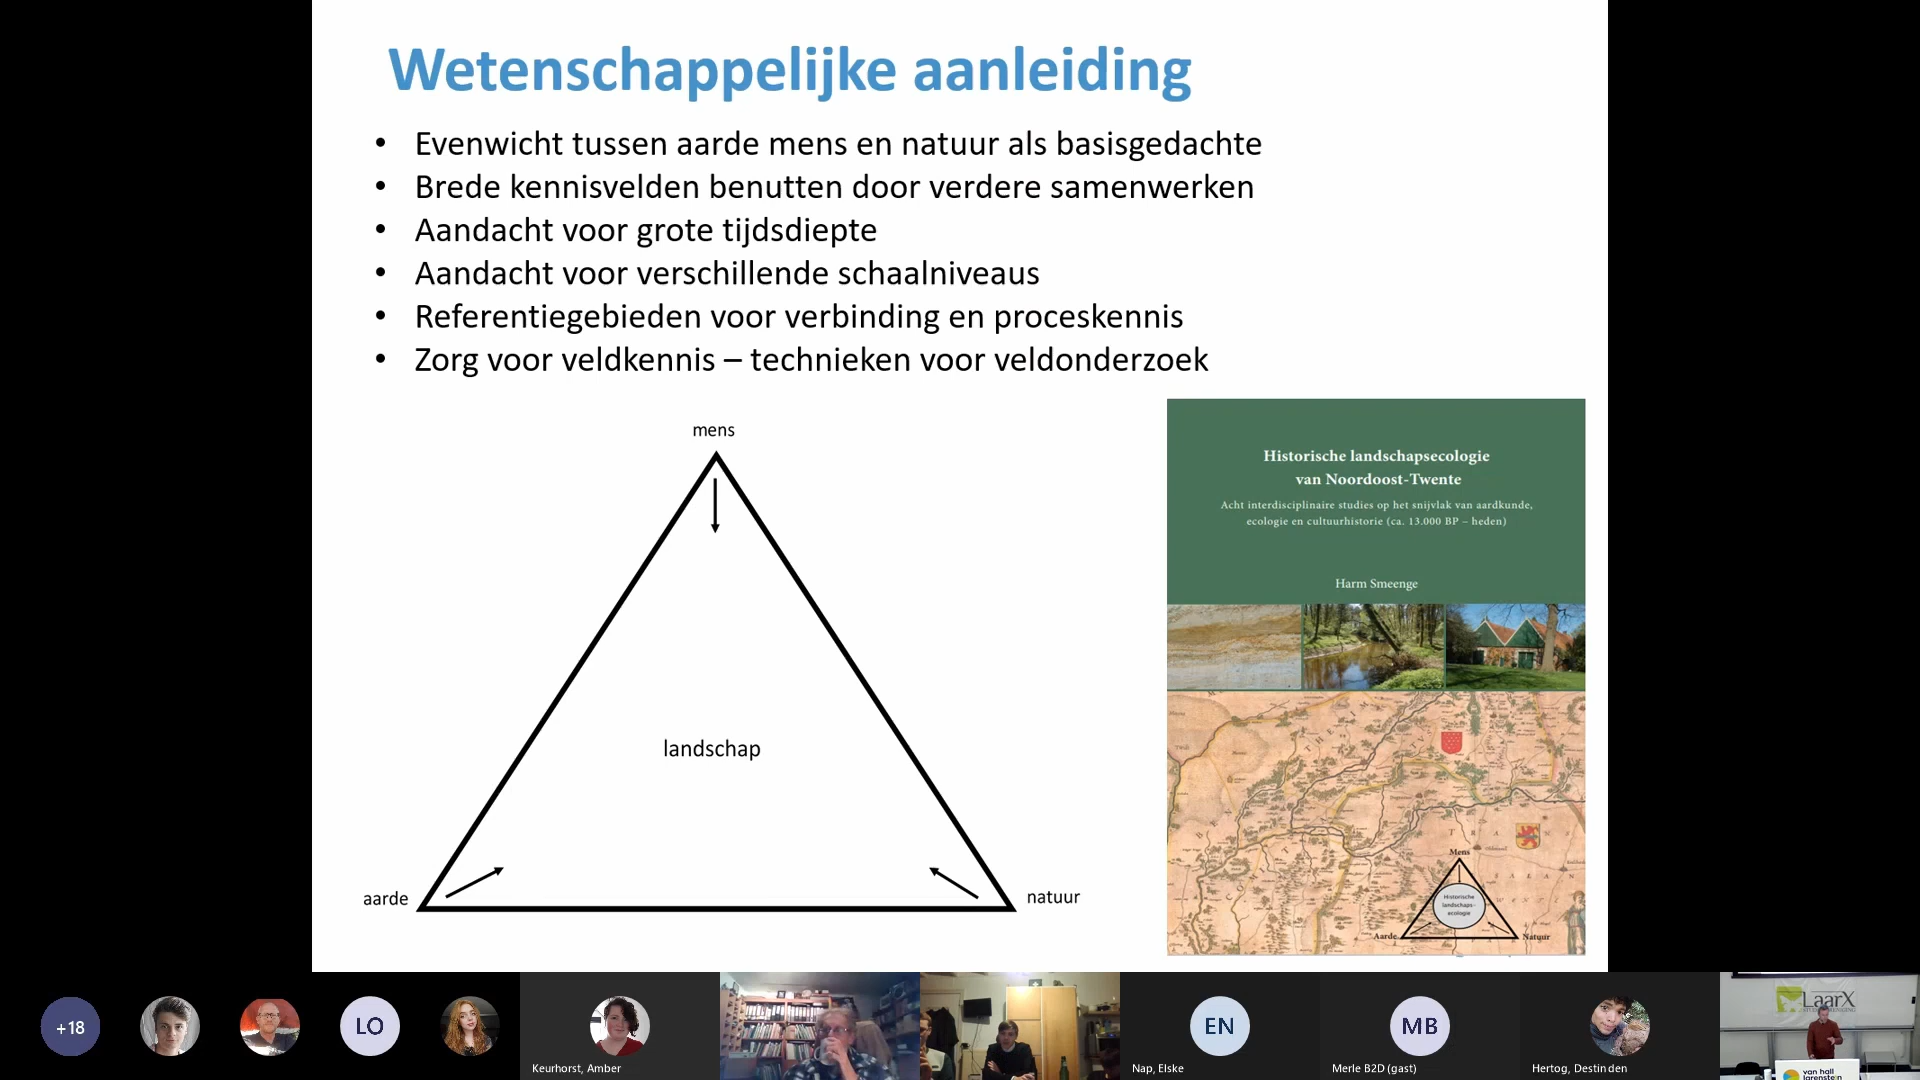 Wetenschappelijke aanleiding
• Evenwicht tussen aarde mens en natuur als basisgedachte
• Brede kennisvelden benutten door verdere samenwerken
• Aandacht voor grote tijdsdiepte
• Aandacht voor verschillende schaalniveaus
• Referentiegebieden voor verbinding en proceskennis
• Zorg voor veldkennis – technieken voor veldonderzoek
mens
landschap
aarde
natuur
Historische landschapsecologie
van Noordoost-Twente
Acht interdisciplinaire studies op het snijvlak van aardkunde,
ecologie en cultuurhistorie (ca. 13.000 BP – heden)
Harm Smeenge
Mens
Historische
landschaps-
ecologie
Aarde
Natuur
+18
LO
Keurhorst, Amber
EN
Nap, Elske
MB
Merle B2D (gast)
Hertog, Destin den
LaarX
van hall
larenstein